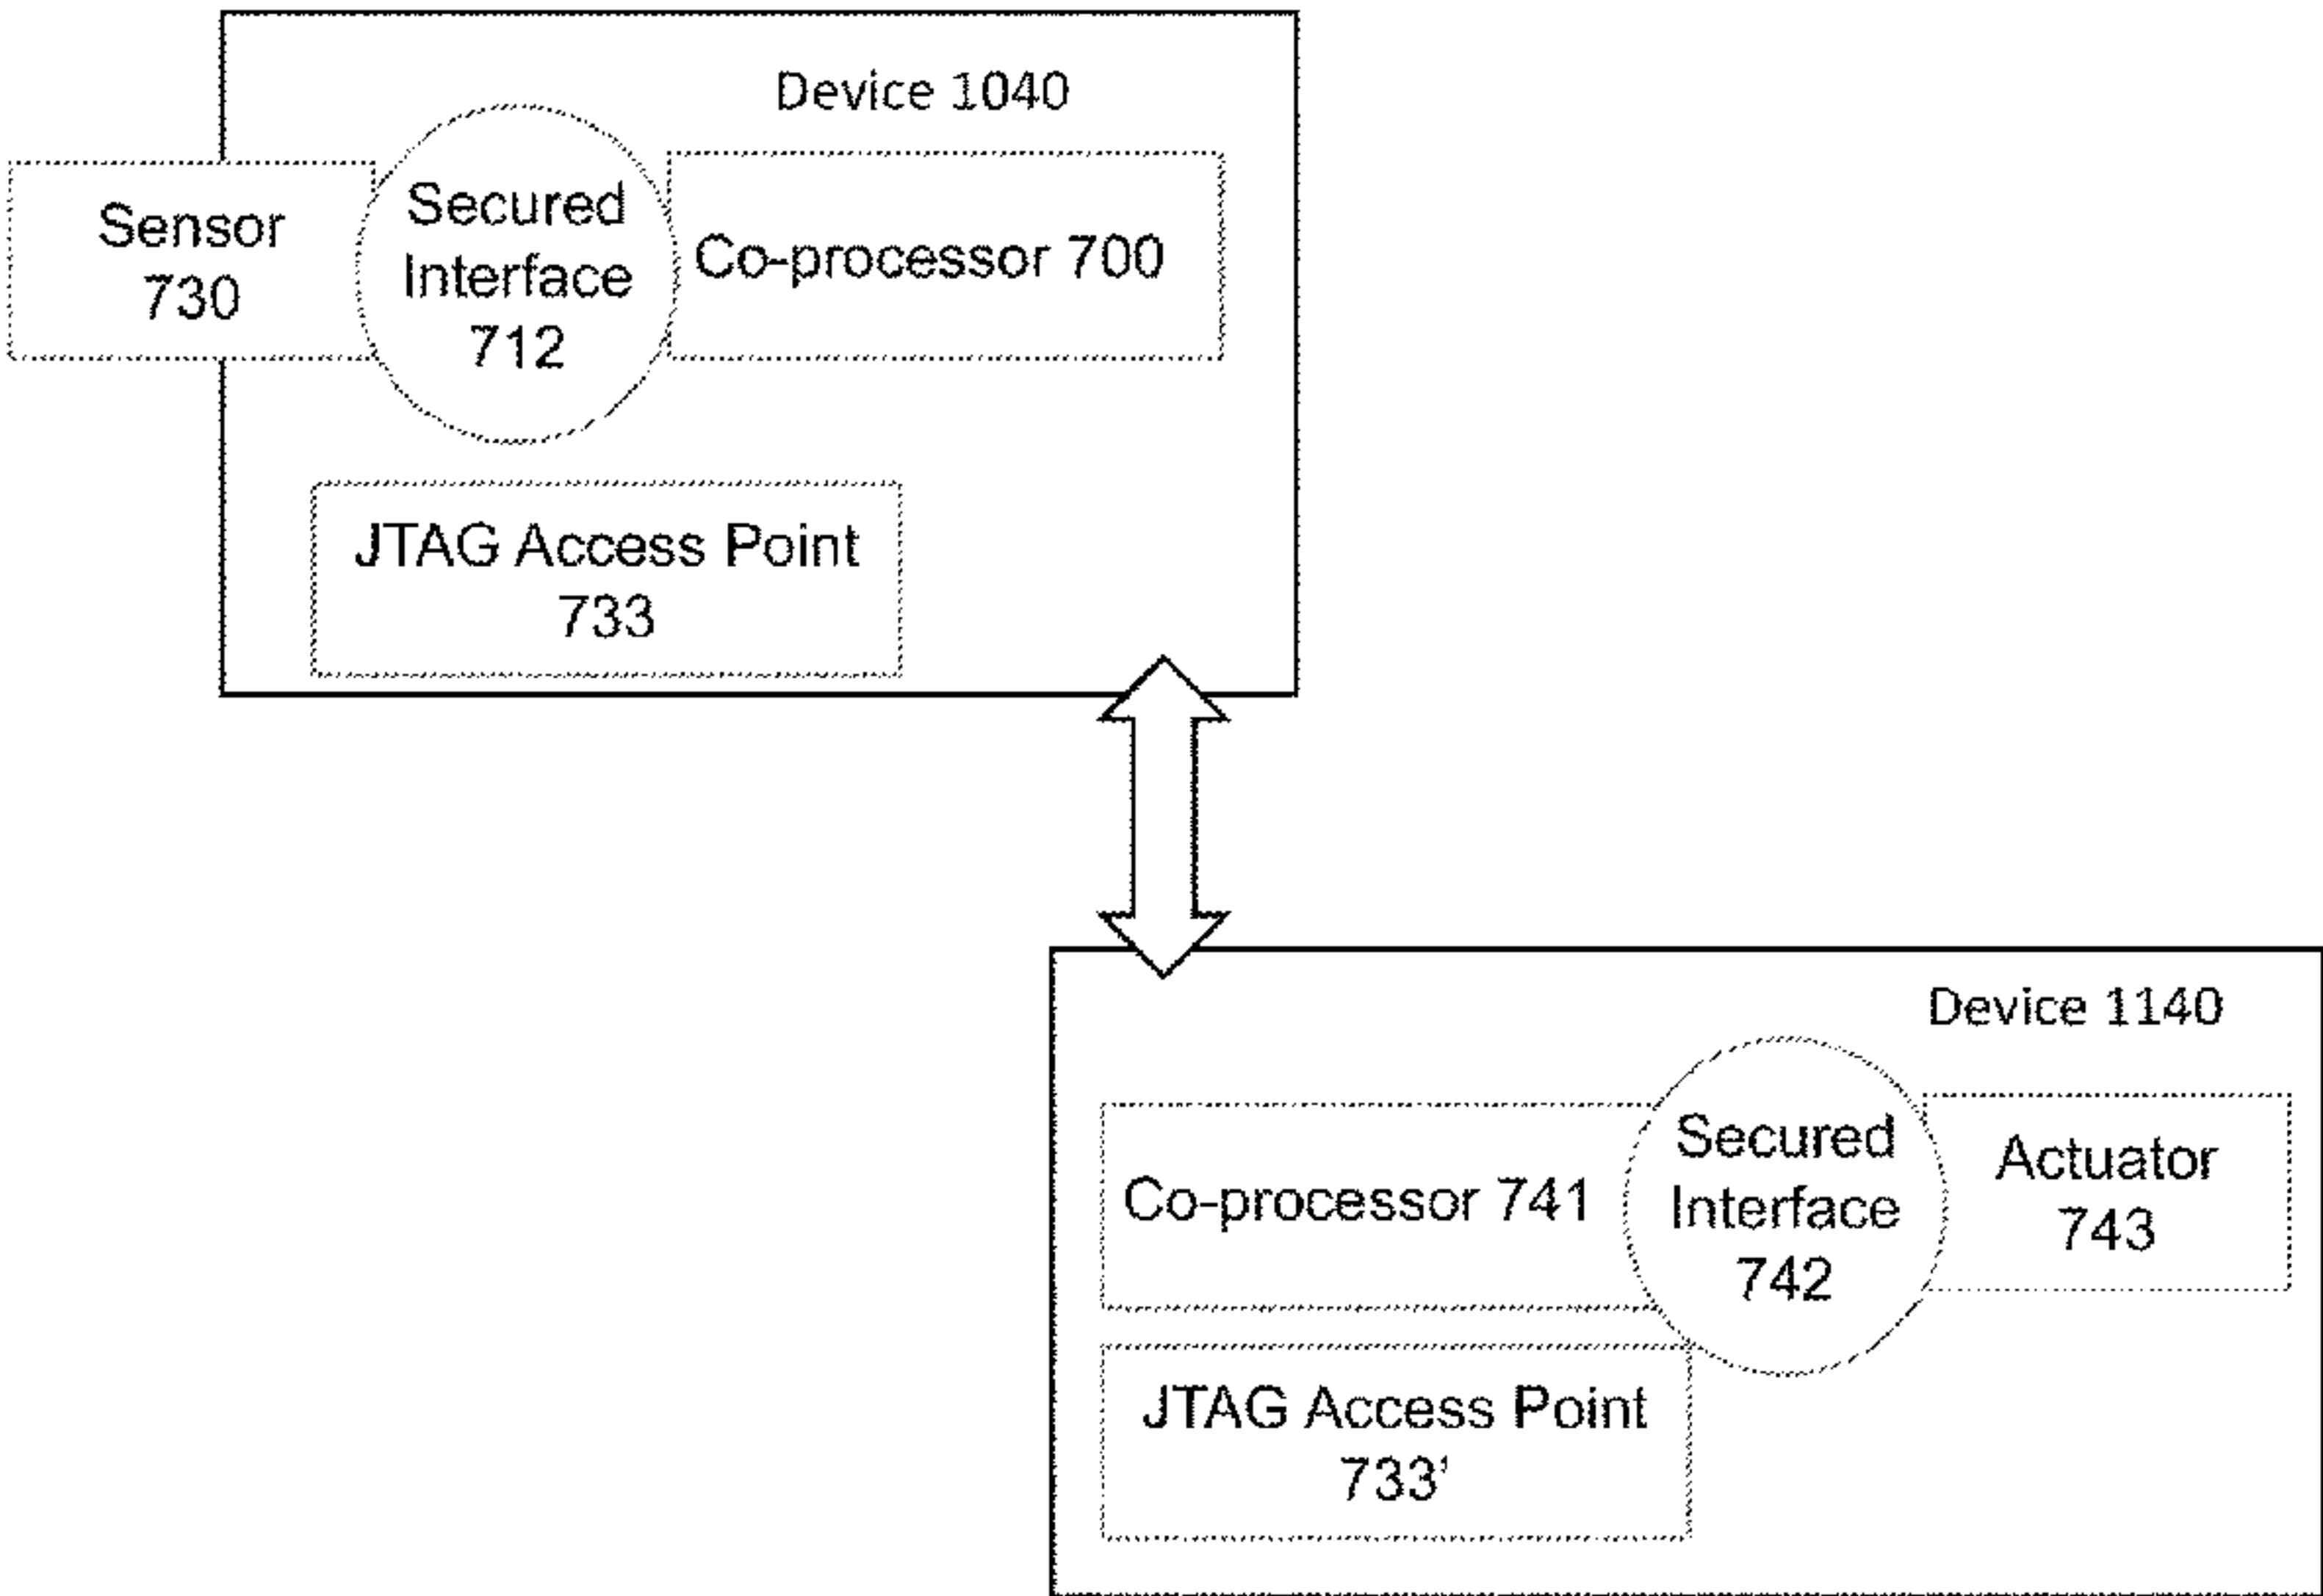 Device 1040
Sensor
730
Secured
Interface
712
Co-processor 700
JTAG Access Point
733
Device 1140
Co-processor 741
Secured
Interface
742
Actuator
743
JTAG Access Point
733'